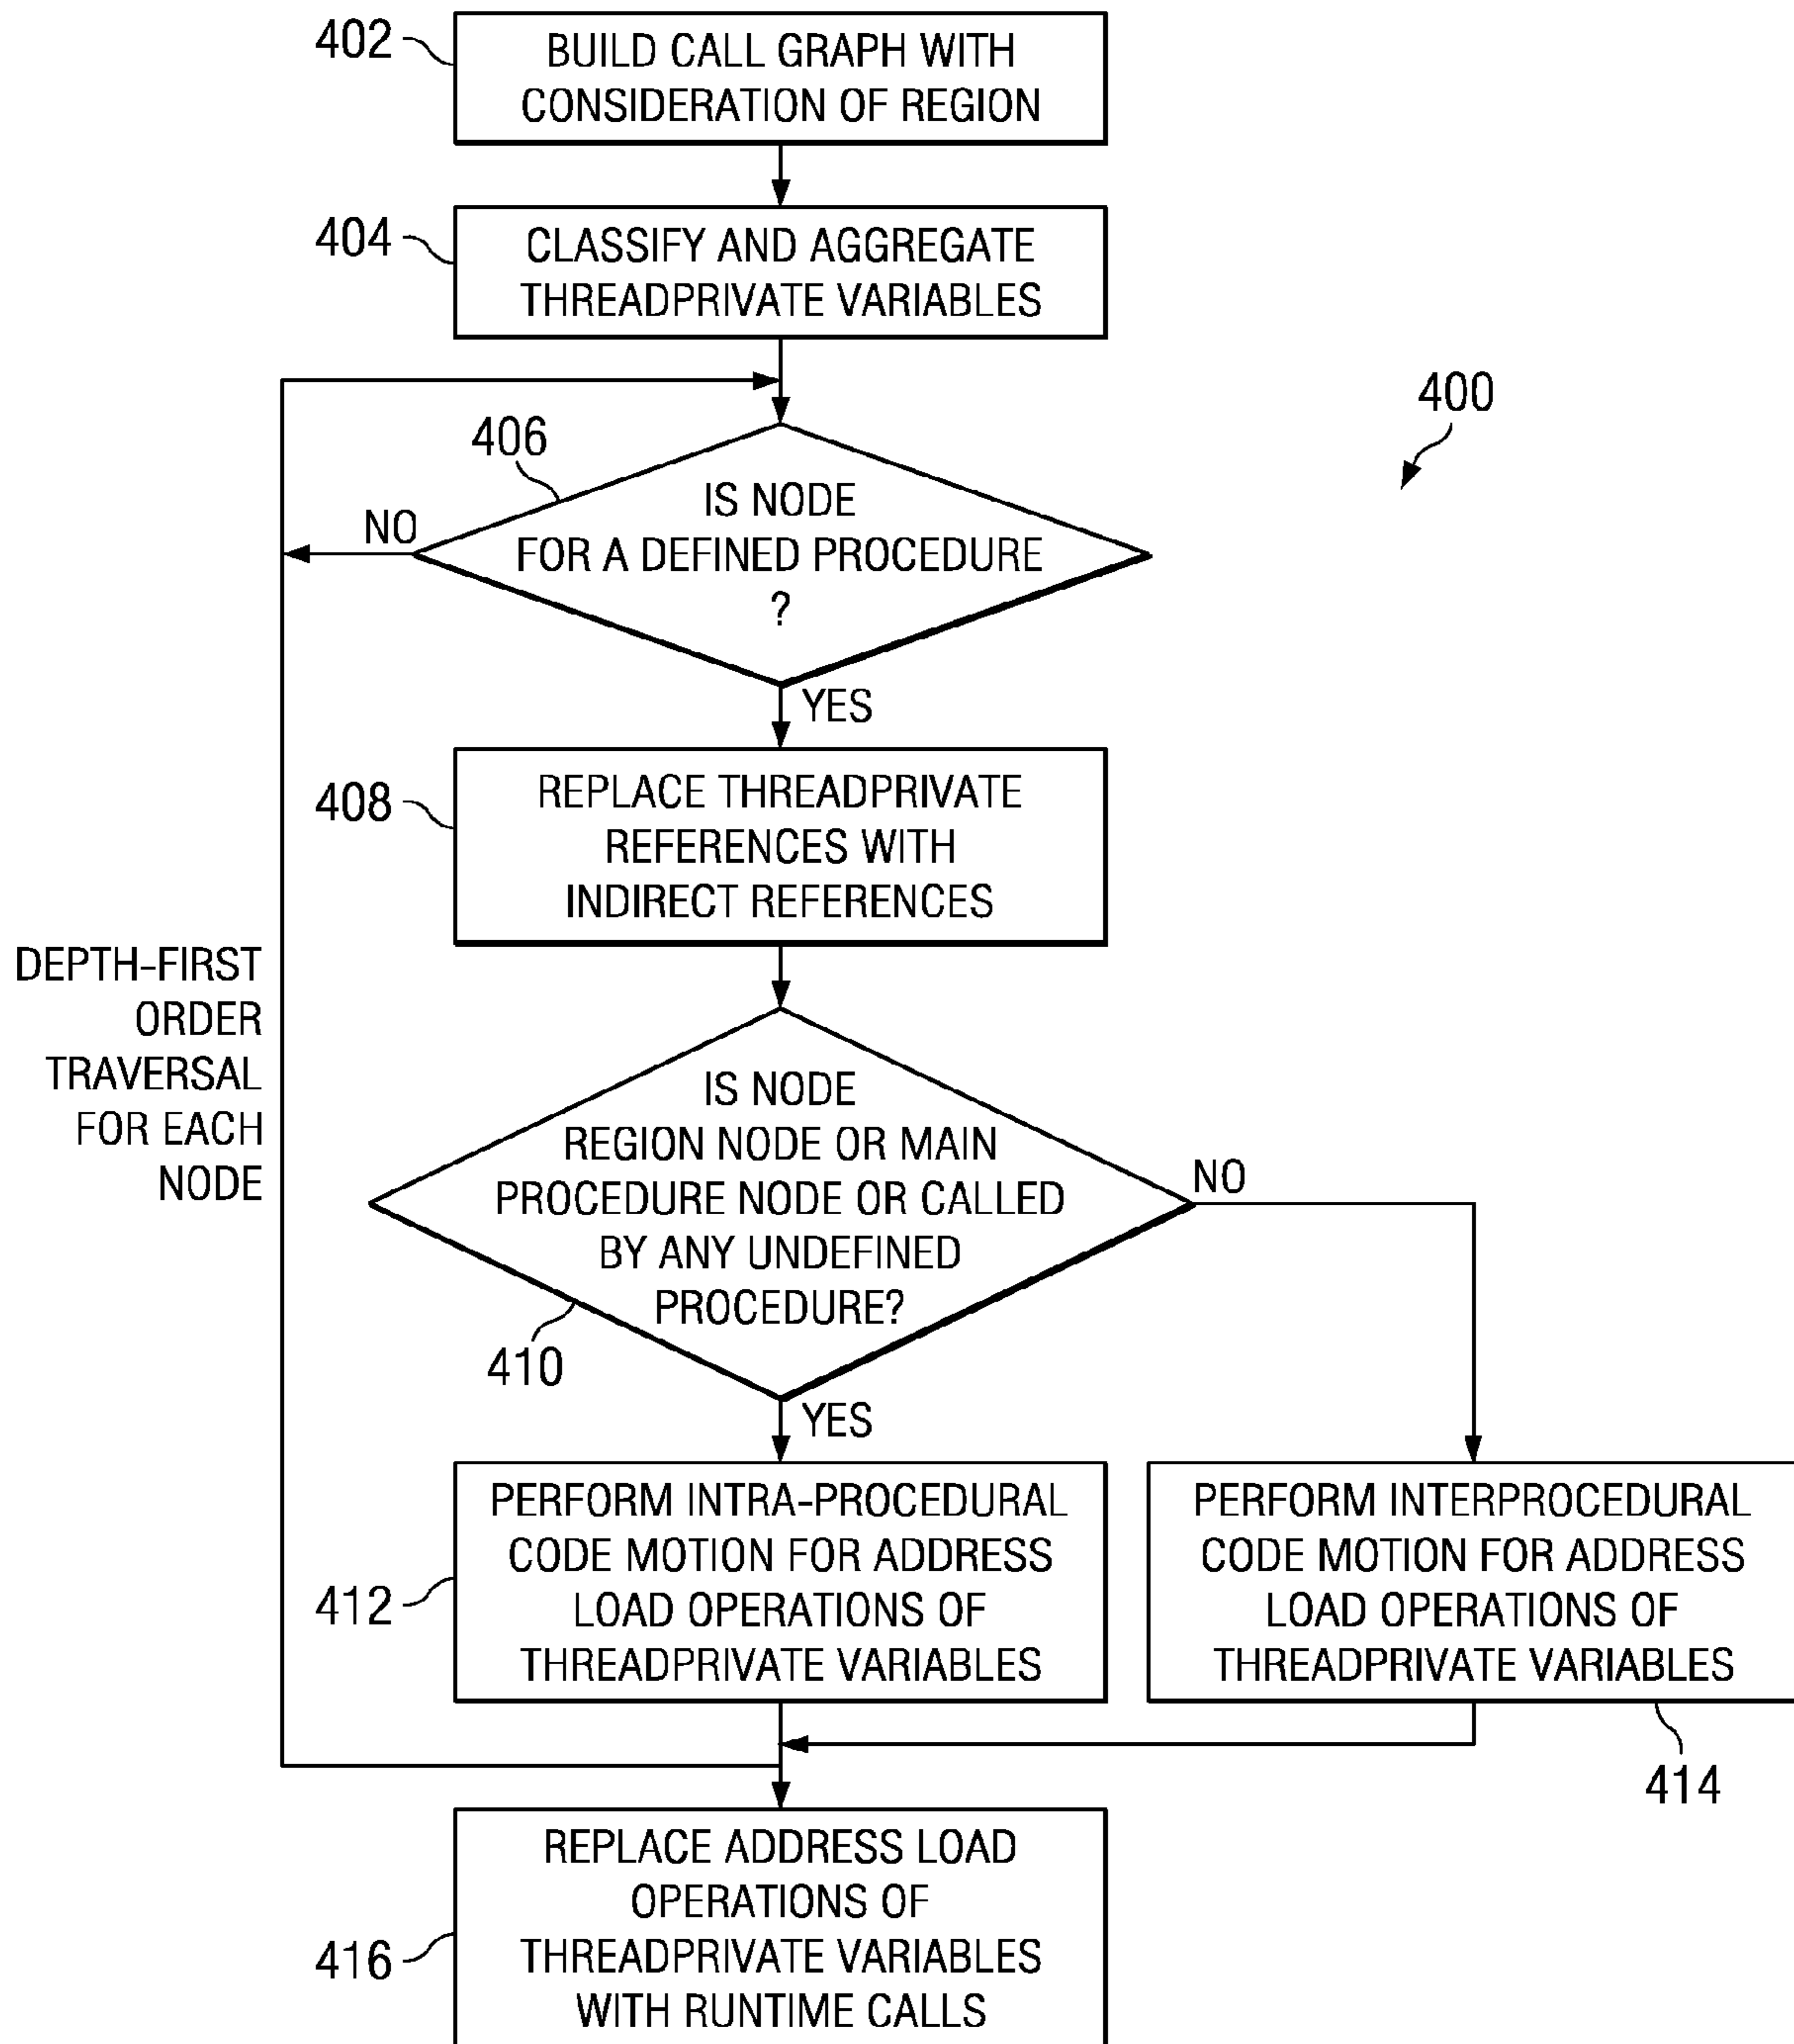 402
BUILD CALL GRAPH WITH
CONSIDERATION OF REGION
404
CLASSIFY AND AGGREGATE
THREADPRIVATE VARIABLES
400
406
NO
IS NODE
FOR A DEFINED PROCEDURE
?
YES
408
REPLACE THREADPRIVATE
REFERENCES WITH
INDIRECT REFERENCES
DEPTH-FIRST
ORDER
TRAVERSAL
FOR EACH
NODE
IS NODE
REGION NODE OR MAIN
PROCEDURE NODE OR CALLED
BY ANY UNDEFINED
PROCEDURE?
410
NO
YES
412
PERFORM INTRA-PROCEDURAL
CODE MOTION FOR ADDRESS
LOAD OPERATIONS OF
THREADPRIVATE VARIABLES
PERFORM INTERPROCEDURAL
CODE MOTION FOR ADDRESS
LOAD OPERATIONS OF
THREADPRIVATE VARIABLES
414
416
REPLACE ADDRESS LOAD
OPERATIONS OF
THREADPRIVATE VARIABLES
WITH RUNTIME CALLS